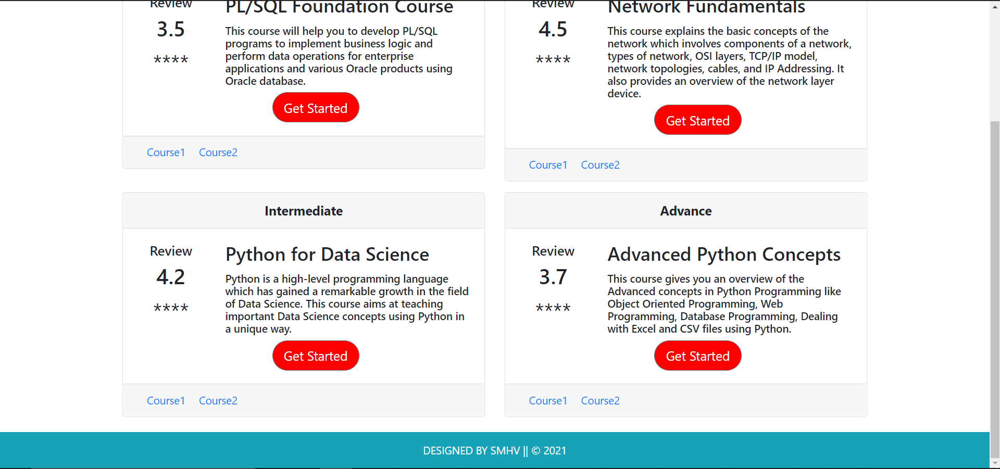 Review
PL/SQL Foundation Course
3.5
This course will help you to develop PL/SQL
programs to implement business logic and
perform data operations for enterprise
applications and various Oracle products using
Oracle database.
****
Get Started
Course1 Course2
Review
Network Fundamentals
4.5
This course explains the basic concepts of the
network which involves components of a network,
types of network, OSI layers, TCP/IP model,
network topologies, cables, and IP Addressing. It
also provides an overview of the network layer
device.
****
Get Started
Course1 Course2
Intermediate
Review
Python for Data Science
4.2
Python is a high-level programming language
which has gained a remarkable growth in the field
of Data Science. This course aims at teaching
important Data Science concepts using Python in
a unique way.
****
Get Started
Course1 Course2
Advance
Review
Advanced Python Concepts
3.7
This course gives you an overview of the
Advanced concepts in Python Programming like
Object Oriented Programming, Web
Programming, Database Programming, Dealing
with Excel and CSV files using Python.
****
Get Started
Course1 Course2
DESIGNED BY SMHV || © 2021